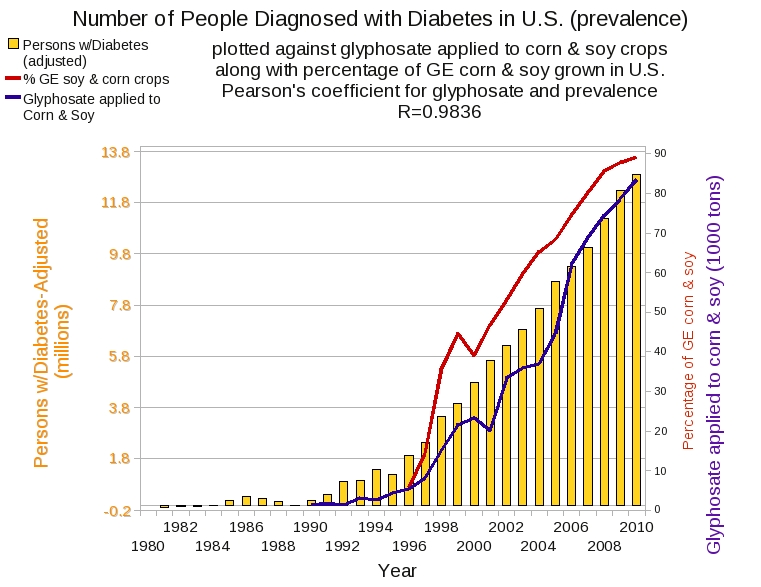 Number of People Diagnosed with Diabetes in U.S. (prevalence)
plotted against glyphosate applied to corn & soy crops
along with percentage of GE corn & soy grown in U.S.
Pearson's coefficient for glyphosate and prevalence
R=0.9836
Persons w/Diabetes
(adjusted)
% GE soy & corn crops
Glyphosate applied to
Corn & Soy
Persons w/Diabetes-Adjusted
(millions)
13.8
11.8
9.8
7.8
5.8
3.8
1.8
-0.2
90
80
70
60
50
40
30
20
10
0
Percentage of GE corn & soy
Glyphosate applied to corn & soy (1000 tons)
1982 1986 1990 1994 1998 2002 2006 2010
1980 1984 1988 1992 1996 2000 2004 2008
Year